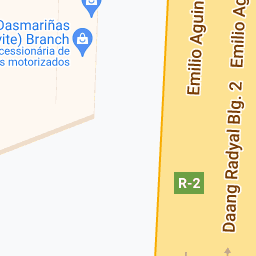 Dasmariñas
vite) Branch
cessionária de
s motorizados
Emilio Aguin
Emilio Ag
R-2
Daang Radyal Blg. 2